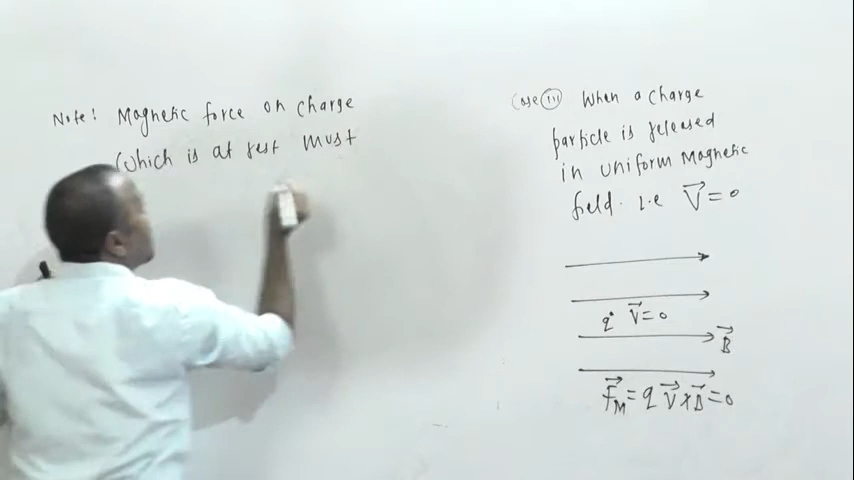 Note: Magnetic force on charge
which is at rest must
Case (III) When a charge
particle is released
in uniform Magnetic
field. i.e V⃗ = 0
q V⃗ = 0
B⃗
F⃗M = q V⃗ × B⃗ = 0